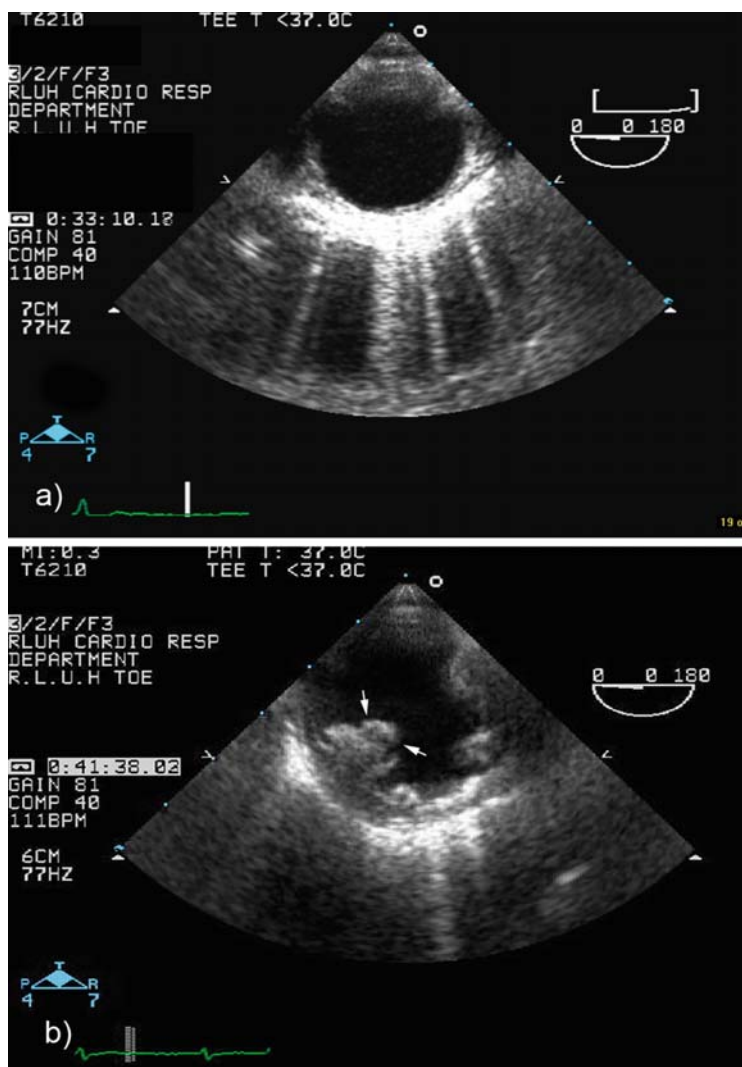 T6210 TEE T <37.0C
3/2/F/F3
RLUH CARDIO RESP
DEPARTMENT
R.L.U.H TOE
0 0 180
0:33:10.18
GAIN 81
COMP 40
110BPM
7CM
77HZ
T
P R
4 7
a)
MI:0.3 PAT T: 37.0C
T6210 TEE T <37.0C
3/2/F/F3
RLUH CARDIO RESP
DEPARTMENT
R.L.U.H TOE
0 0 180
0:41:38.02
GAIN 81
COMP 40
111BPM
6CM
77HZ
T
P R
4 7
b)